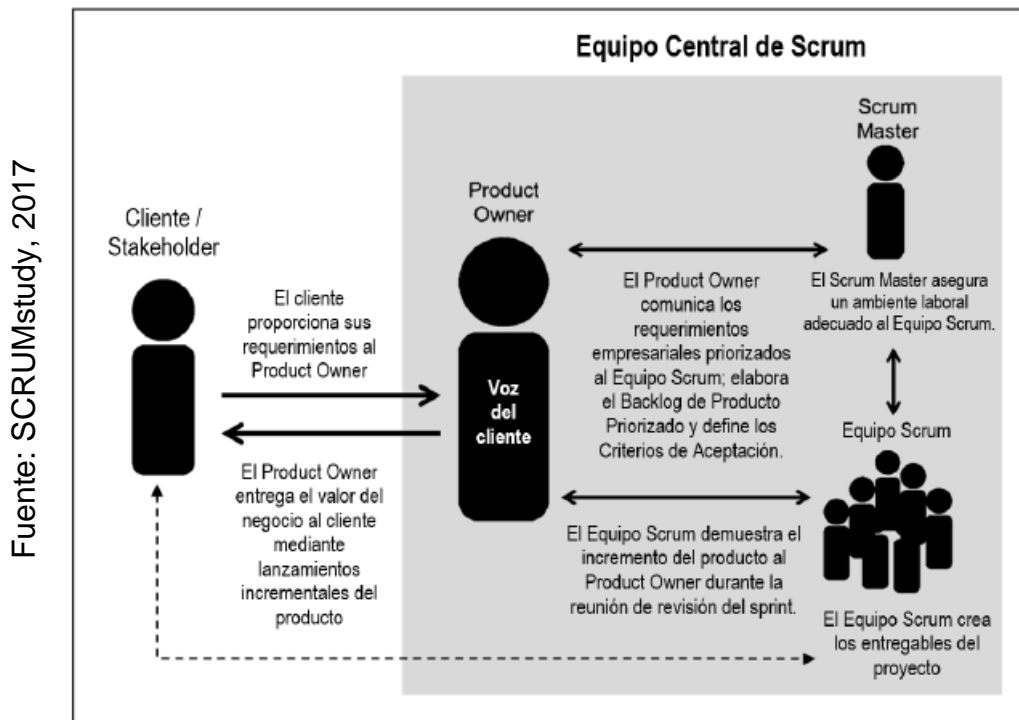 Fuente: SCRUMstudy, 2017
Equipo Central de Scrum
Cliente /
Stakeholder
El cliente
proporciona sus
requerimientos al
Product Owner
El Product Owner
entrega el valor del
negocio al cliente
mediante
lanzamientos
incrementales del
producto
Product
Owner
Voz
del
cliente
El Product Owner
comunica los
requerimientos
empresariales priorizados
al Equipo Scrum; elabora
el Backlog de Producto
Priorizado y define los
Criterios de Aceptación.
El Equipo Scrum demuestra el
incremento del producto al
Product Owner durante la
reunión de revisión del sprint.
Scrum
Master
El Scrum Master asegura
un ambiente laboral
adecuado al Equipo Scrum.
Equipo Scrum
El Equipo Scrum crea
los entregables del
proyecto